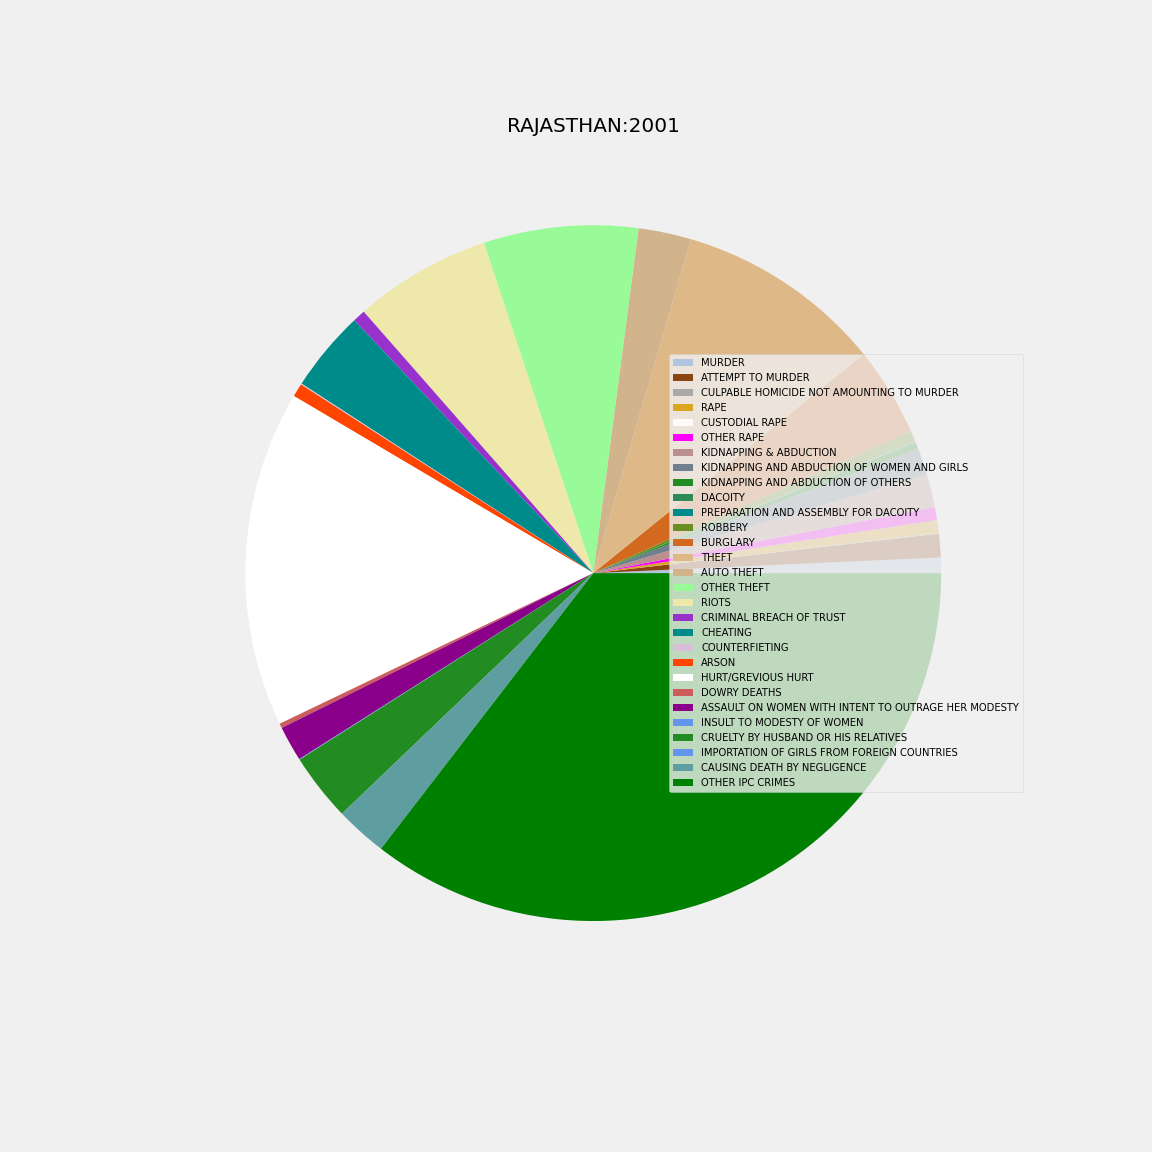 RAJASTHAN:2001
MURDER
ATTEMPT TO MURDER
CULPABLE HOMICIDE NOT AMOUNTING TO MURDER
RAPE
CUSTODIAL RAPE
OTHER RAPE
KIDNAPPING & ABDUCTION
KIDNAPPING AND ABDUCTION OF WOMEN AND GIRLS
KIDNAPPING AND ABDUCTION OF OTHERS
DACOITY
PREPARATION AND ASSEMBLY FOR DACOITY
ROBBERY
BURGLARY
THEFT
AUTO THEFT
OTHER THEFT
RIOTS
CRIMINAL BREACH OF TRUST
CHEATING
COUNTERFIETING
ARSON
HURT/GREVIOUS HURT
DOWRY DEATHS
ASSAULT ON WOMEN WITH INTENT TO OUTRAGE HER MODESTY
INSULT TO MODESTY OF WOMEN
CRUELTY BY HUSBAND OR HIS RELATIVES
IMPORTATION OF GIRLS FROM FOREIGN COUNTRIES
CAUSING DEATH BY NEGLIGENCE
OTHER IPC CRIMES